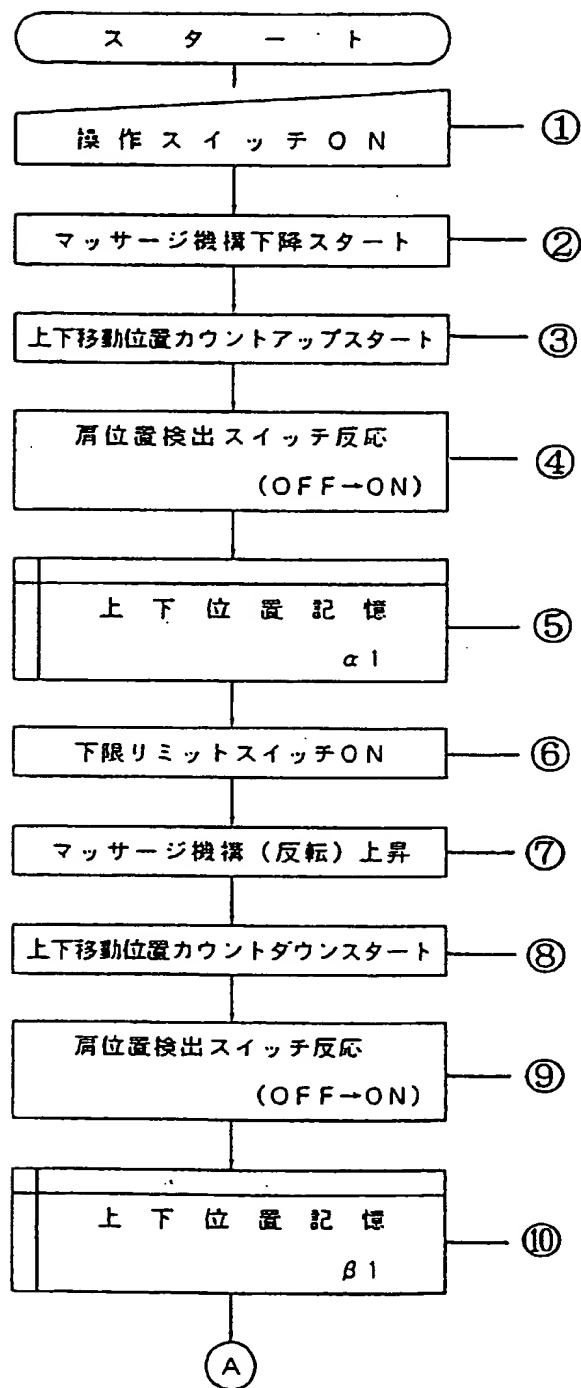 スタート
操作スイッチON
①
マッサージ機構下降スタート
②
上下移動位置カウントアップスタート
③
肩位置検出スイッチ反応
(OFF→ON)
④
上下位置記憶
α1
⑤
下限リミットスイッチON
⑥
マッサージ機構(反転)上昇
⑦
上下移動位置カウントダウンスタート
⑧
肩位置検出スイッチ反応
(OFF→ON)
⑨
上下位置記憶
β1
⑩
A